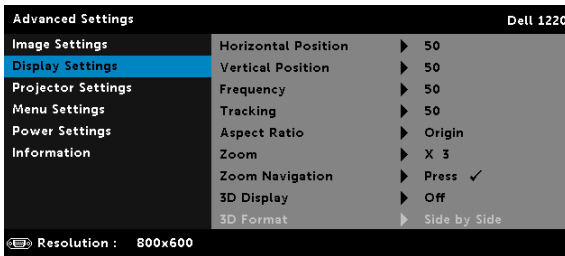 Advanced Settings Dell 1220
Image Settings
Display Settings
Projector Settings
Menu Settings
Power Settings
Information
Horizontal Position 50
Vertical Position 50
Frequency 50
Tracking 50
Aspect Ratio Origin
Zoom X 3
Zoom Navigation Press ✓
3D Display Off
3D Format Side by Side
Resolution : 800x600